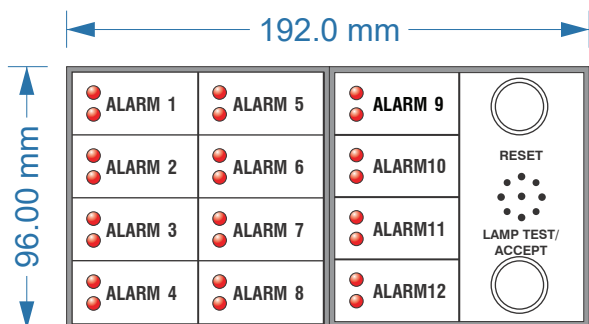 192.0 mm
96.00 mm
ALARM 1
ALARM 5
ALARM 9
ALARM 2
ALARM 6
ALARM10
RESET
ALARM 3
ALARM 7
ALARM11
LAMP TEST/
ACCEPT
ALARM 4
ALARM 8
ALARM12